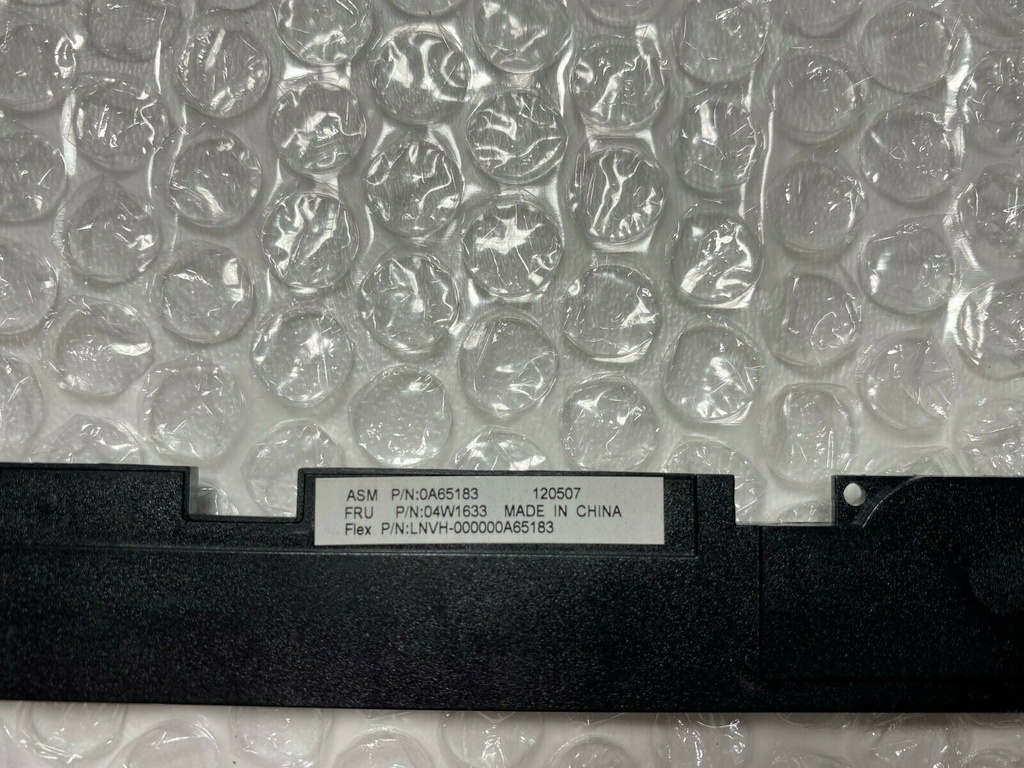 ASM P/N:0A65183 120507
FRU P/N:04W1633 MADE IN CHINA
Flex P/N:LNVH-000000A65183